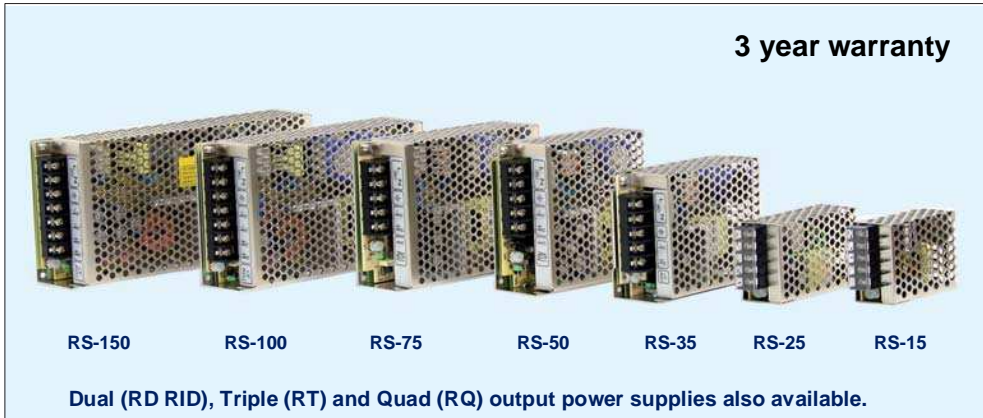 3 year warranty
RS-150 RS-100 RS-75 RS-50 RS-35 RS-25 RS-15
Dual (RD RID), Triple (RT) and Quad (RQ) output power supplies also available.